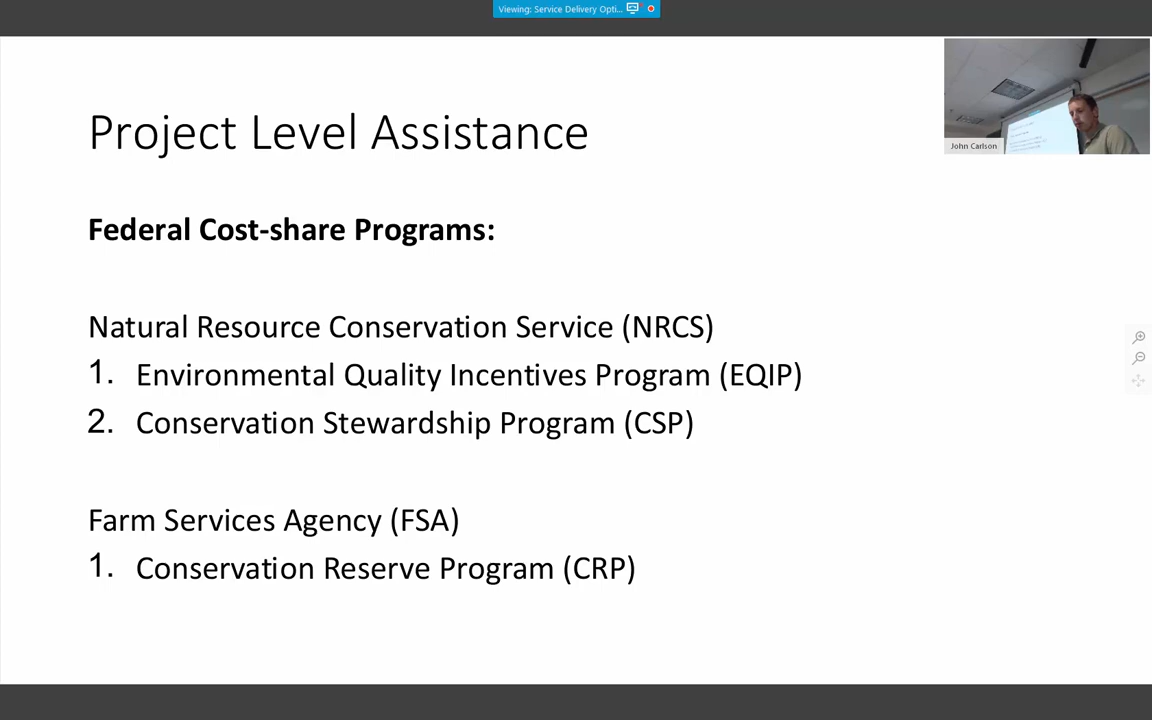 Viewing: Service Delivery Opti...
Project Level Assistance
John Carlson
Federal Cost-share Programs:
Natural Resource Conservation Service (NRCS)
1. Environmental Quality Incentives Program (EQIP)
2. Conservation Stewardship Program (CSP)
Farm Services Agency (FSA)
1. Conservation Reserve Program (CRP)